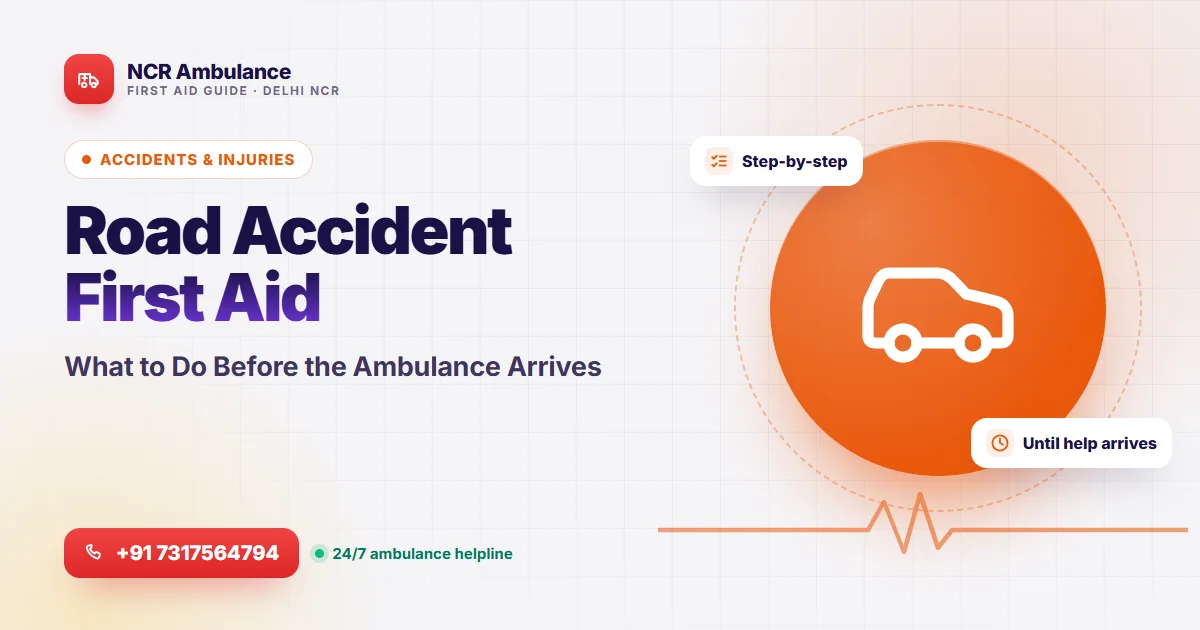 NCR Ambulance
FIRST AID GUIDE · DELHI NCR
ACCIDENTS & INJURIES
Road Accident
First Aid
What to Do Before the Ambulance Arrives
Step-by-step
Until help arrives
+91 7317564794
24/7 ambulance helpline